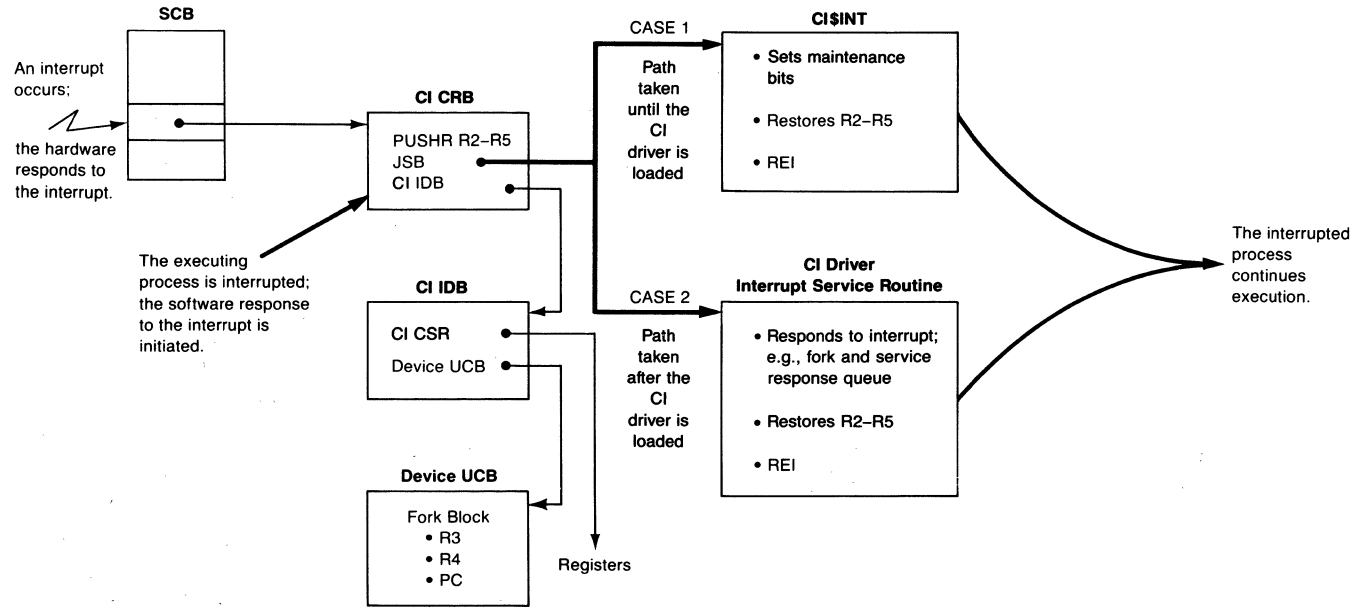 SCB
An interrupt
occurs;
the hardware
responds to
the interrupt.
CI CRB
PUSHR R2–R5
JSB
CI IDB
The executing
process is interrupted;
the software response
to the interrupt is
initiated.
CI IDB
CI CSR
Device UCB
Device UCB
Fork Block
• R3
• R4
• PC
Registers
CASE 1
Path
taken
until the
CI
driver is
loaded
CI$INT
• Sets maintenance
bits
• Restores R2–R5
• REI
CASE 2
Path
taken
after the
CI
driver is
loaded
CI Driver
Interrupt Service Routine
• Responds to interrupt;
e.g., fork and service
response queue
• Restores R2–R5
• REI
The interrupted
process
continues
execution.